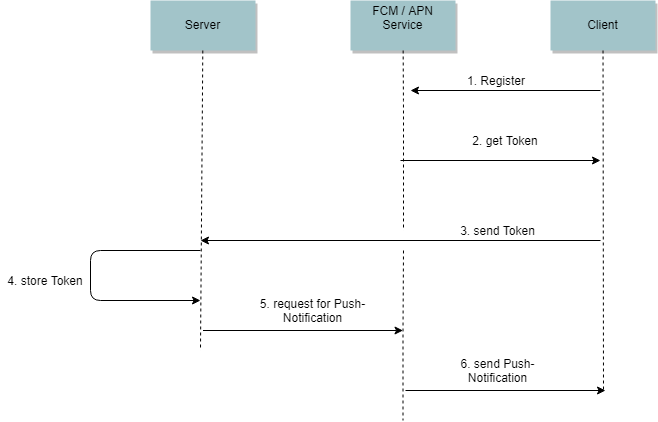 Server
FCM / APN
Service
Client
1. Register
2. get Token
3. send Token
4. store Token
5. request for Push-
Notification
6. send Push-
Notification